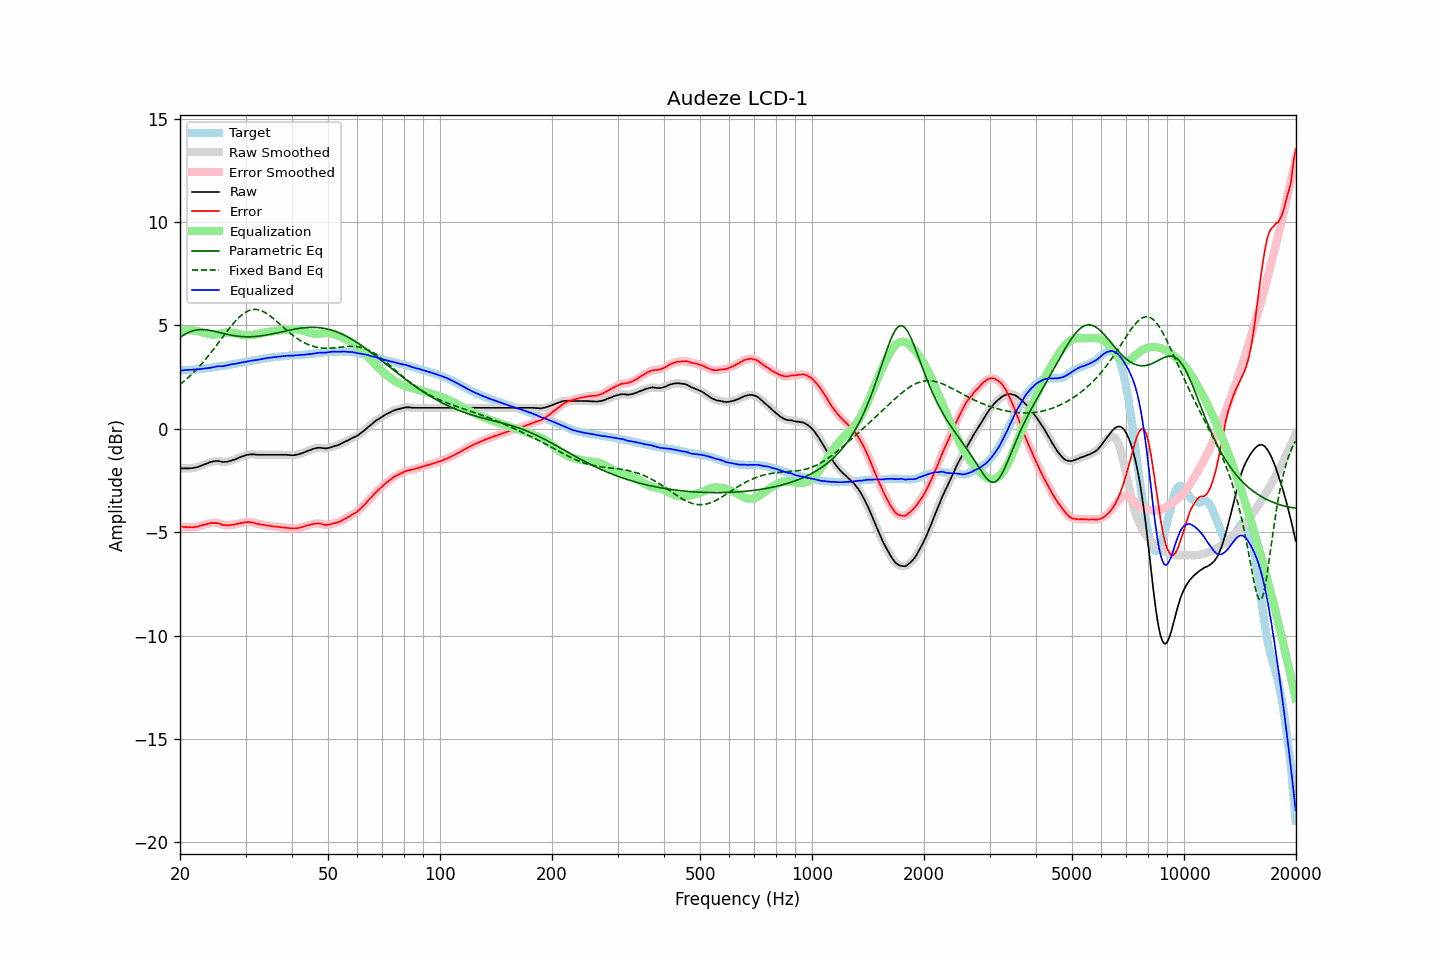 Audeze LCD-1
15
10
5
0
−5
−10
−15
−20
Amplitude (dBr)
Target
Raw Smoothed
Error Smoothed
Raw
Error
Equalization
Parametric Eq
Fixed Band Eq
Equalized
20 50 100 200 500 1000 2000 5000 10000 20000
Frequency (Hz)